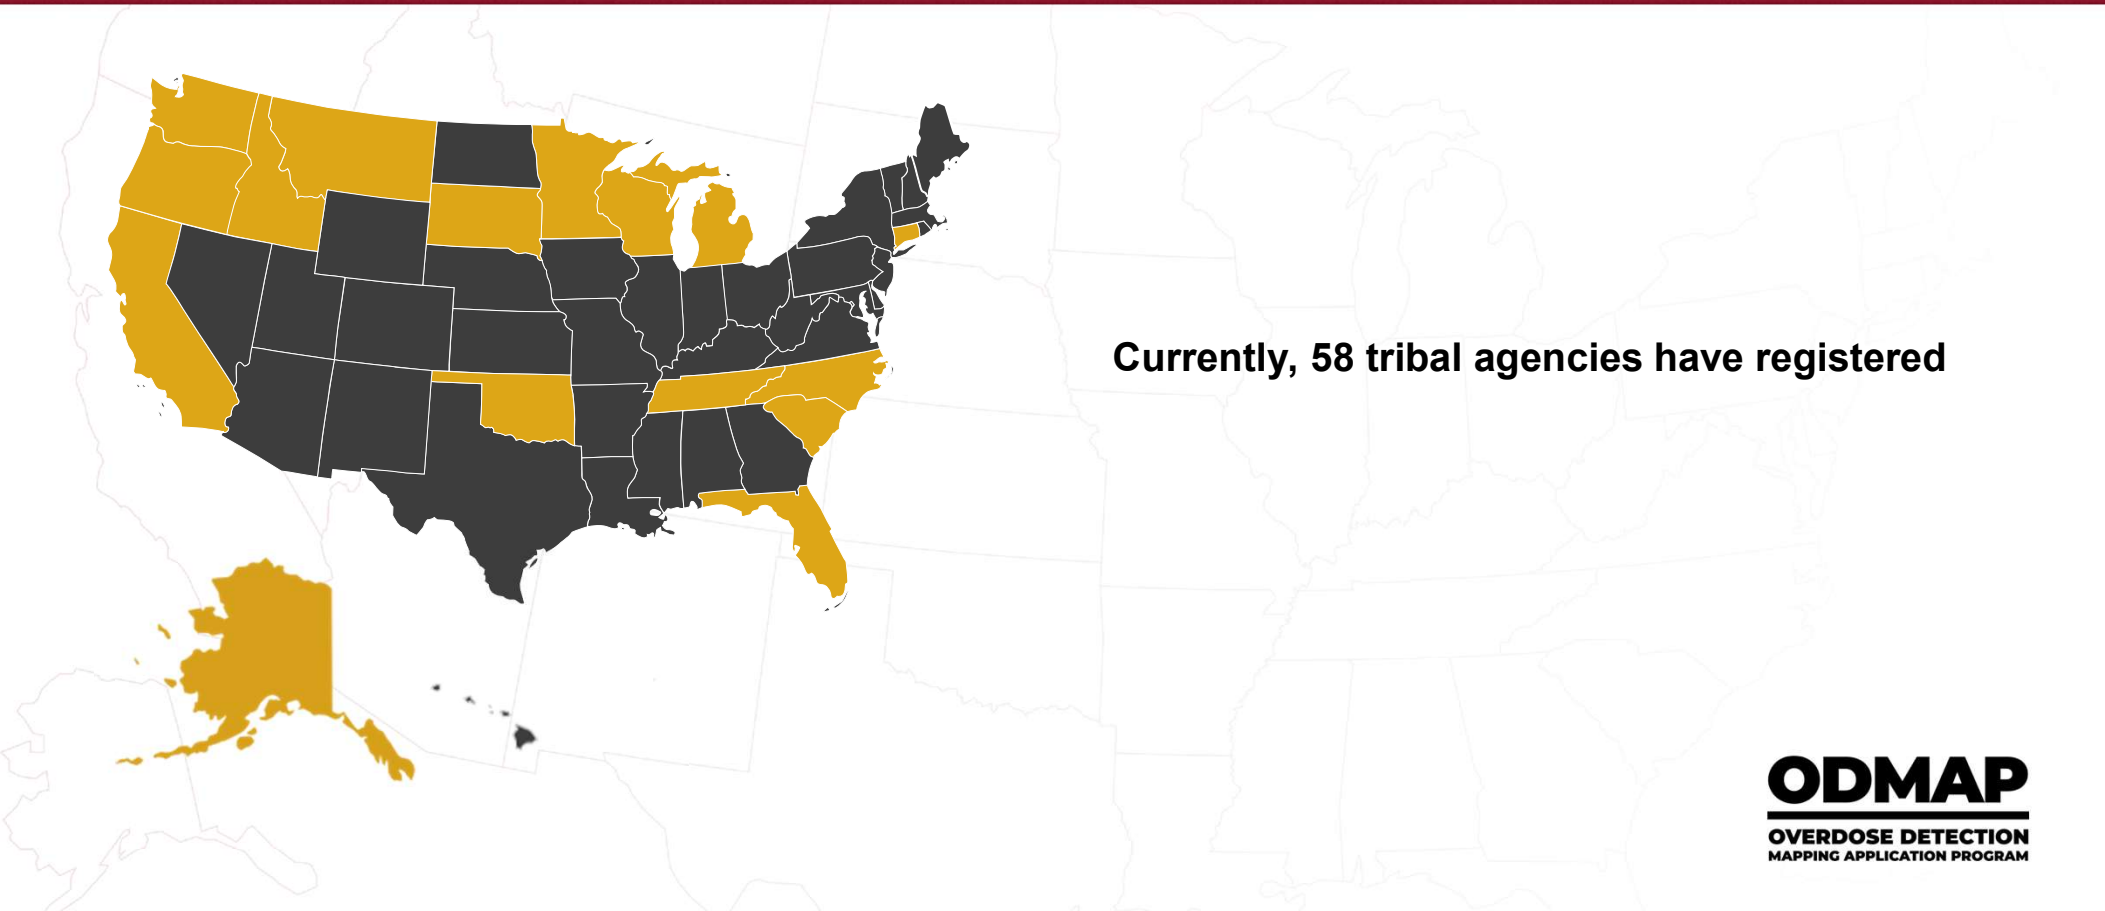 Currently, 58 tribal agencies have registered
ODMAP
OVERDOSE DETECTION
MAPPING APPLICATION PROGRAM